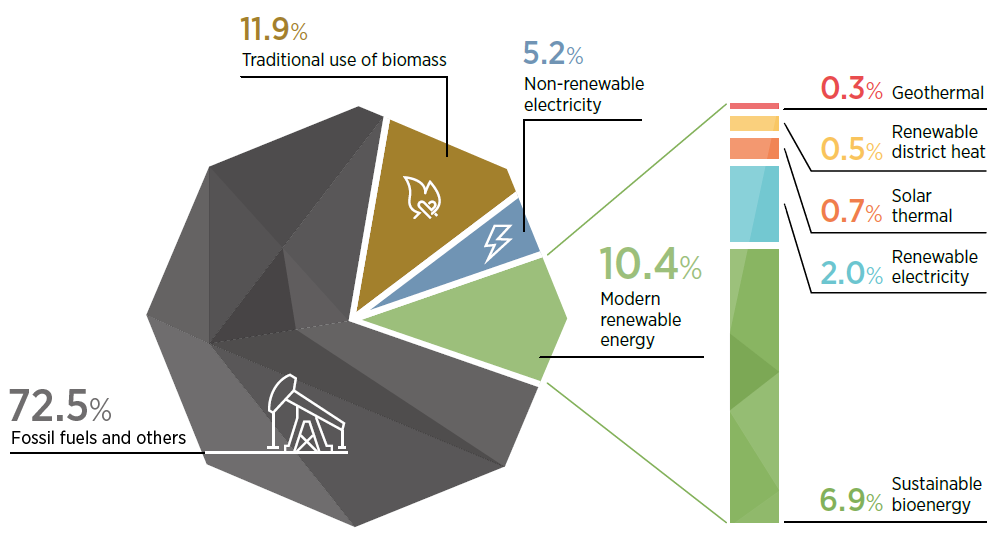 11.9%
Traditional use of biomass
5.2%
Non-renewable
electricity
10.4%
Modern
renewable
energy
72.5%
Fossil fuels and others
0.3% Geothermal
0.5% Renewable
district heat
0.7% Solar
thermal
2.0% Renewable
electricity
6.9% Sustainable
bioenergy